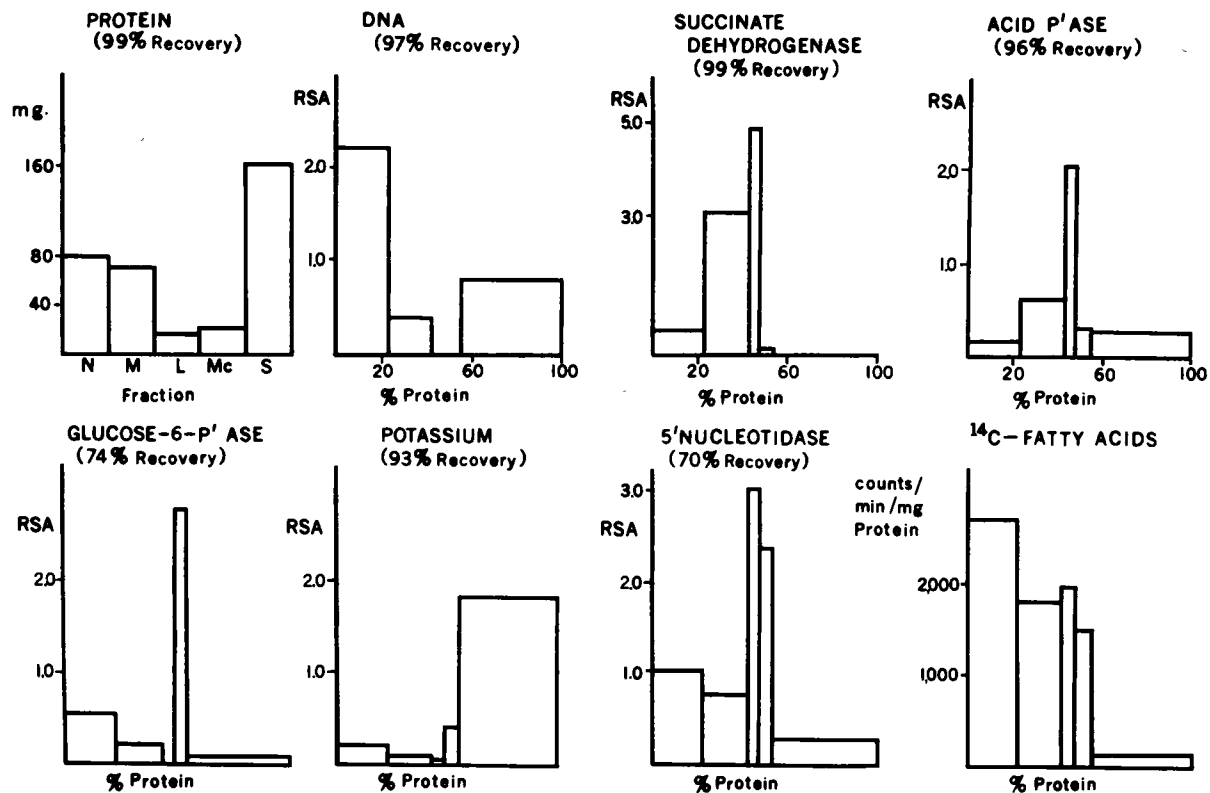 PROTEIN
(99% Recovery)
mg.
160
80
40
N M L Mc S
Fraction
DNA
(97% Recovery)
RSA
2.0
1.0
20 60 100
% Protein
SUCCINATE
DEHYDROGENASE
(99% Recovery)
RSA
5.0
3.0
20 60 100
% Protein
ACID P'ASE
(96% Recovery)
RSA
2.0
1.0
20 60 100
% Protein
GLUCOSE-6-P' ASE
(74% Recovery)
RSA
2.0
1.0
% Protein
POTASSIUM
(93% Recovery)
RSA
2.0
1.0
% Protein
5'NUCLEOTIDASE
(70% Recovery)
3.0
RSA
2.0
1.0
% Protein
¹⁴C-FATTY ACIDS
counts/
min/mg
Protein
2,000
1,000
% Protein